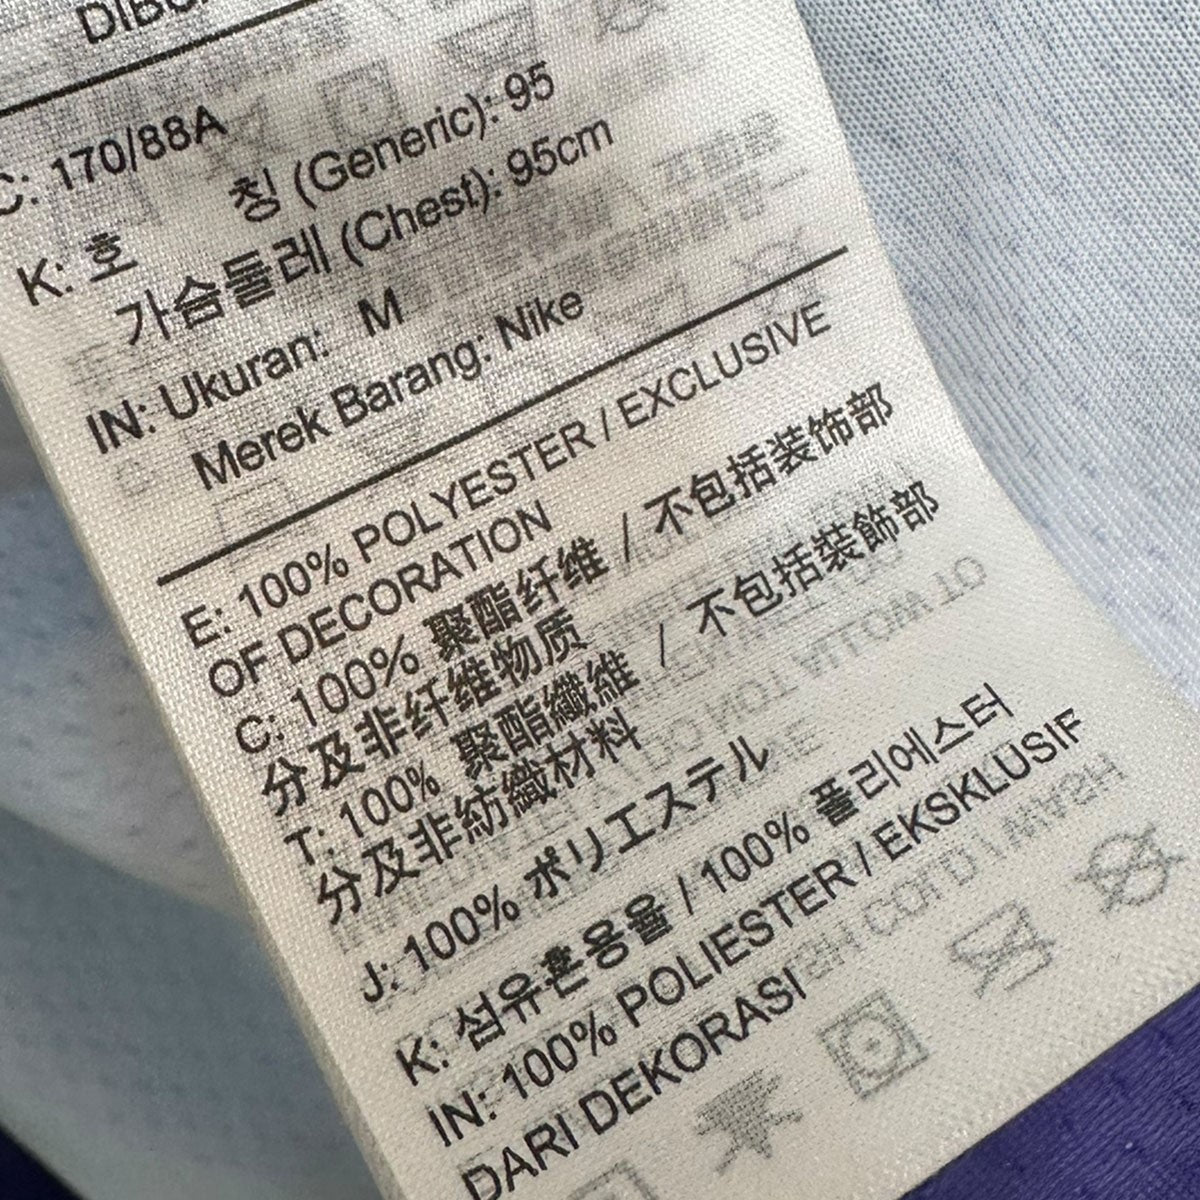 C: 170/88A
K: 호 칭 (Generic): 95
가슴둘레 (Chest): 95cm
IN: Ukuran: M
Merek Barang: Nike
E: 100% POLYESTER / EXCLUSIVE
OF DECORATION
C: 100% 聚酯纤维 / 不包括装饰部
分及非纤维物质
T: 100% 聚酯纖維 / 不包括裝飾部
分及非紡織材料
J: 100% ポリエステル
K: 섬유혼용율 / 100% 폴리에스터
IN: 100% POLIESTER / EKSKLUSIF
DARI DEKORASI